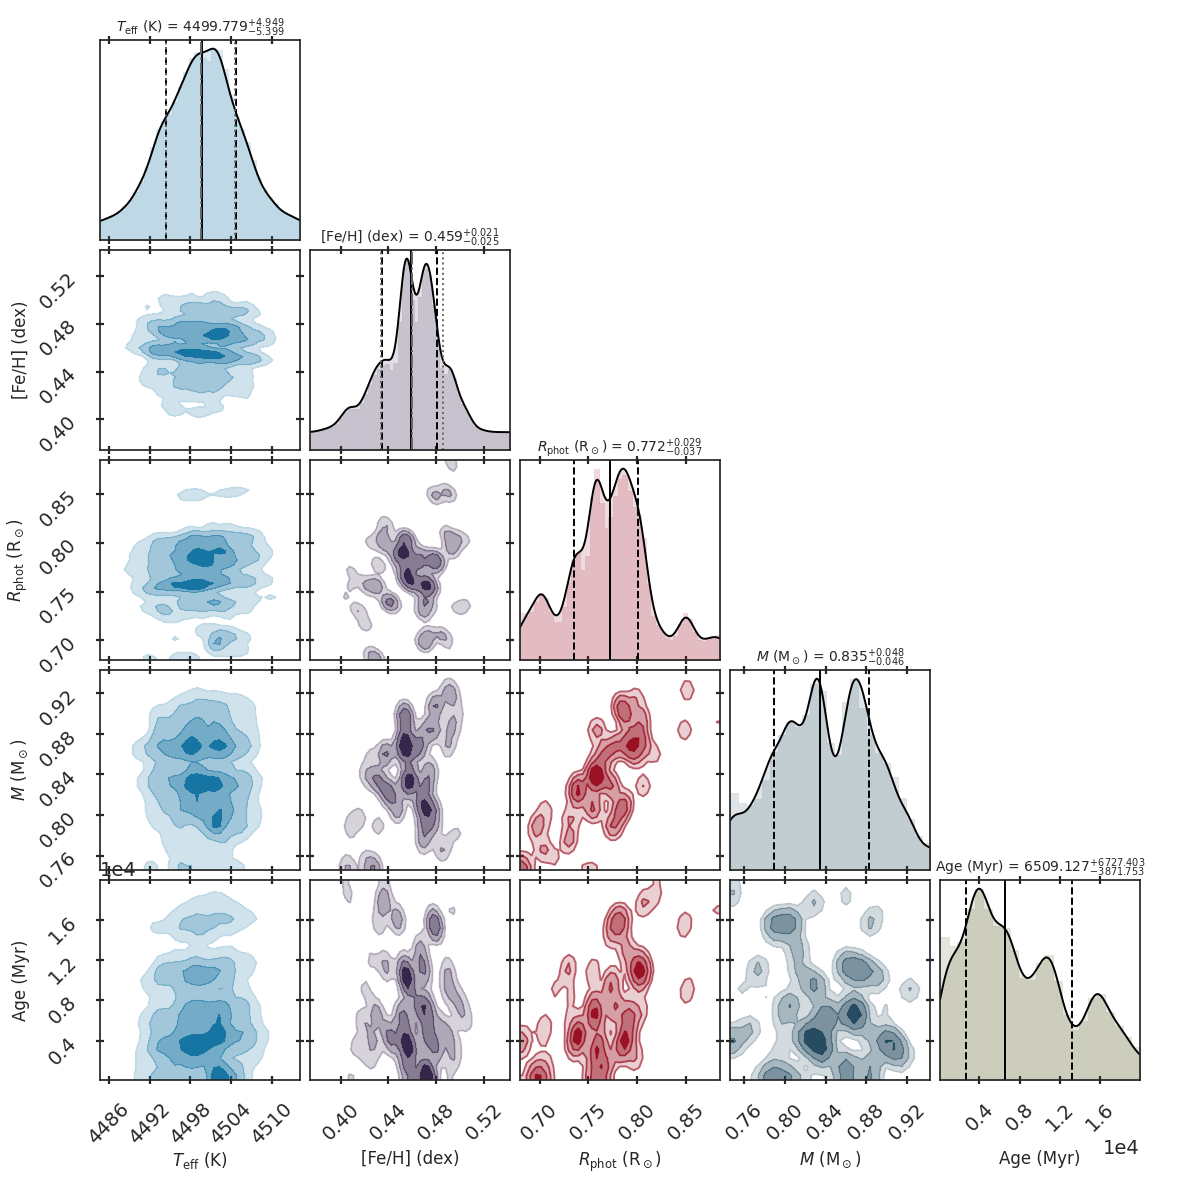 T_eff (K) = 4499.779 +4.949 −5.399
[Fe/H] (dex) = 0.459 +0.021 −0.025
0.52
0.48
0.44
0.40
[Fe/H] (dex)
R_phot (R⊙) = 0.772 +0.029 −0.037
0.85
0.80
0.75
0.70
R_phot (R⊙)
M (M⊙) = 0.835 +0.048 −0.046
0.92
0.88
0.84
0.80
0.76
M (M⊙)
Age (Myr) = 6509.127 +6727.403 −3871.753
1e4
1.6
1.2
0.8
0.4
Age (Myr)
4486 4492 4498 4504 4510
0.40 0.44 0.48 0.52
0.70 0.75 0.80 0.85
0.76 0.80 0.84 0.88 0.92
0.4 0.8 1.2 1.6
1e4
T_eff (K) [Fe/H] (dex) R_phot (R⊙) M (M⊙) Age (Myr)